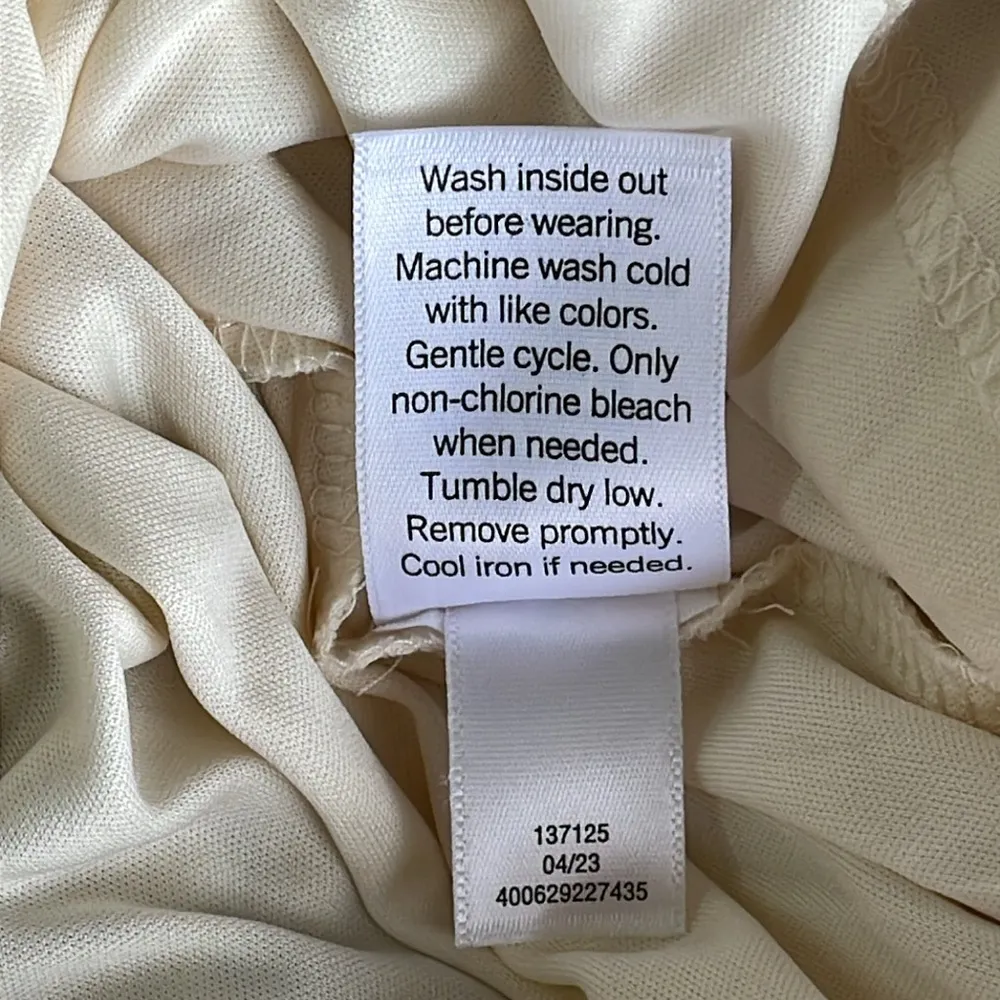 Wash inside out
before wearing.
Machine wash cold
with like colors.
Gentle cycle. Only
non-chlorine bleach
when needed.
Tumble dry low.
Remove promptly.
Cool iron if needed.
137125
04/23
400629227435